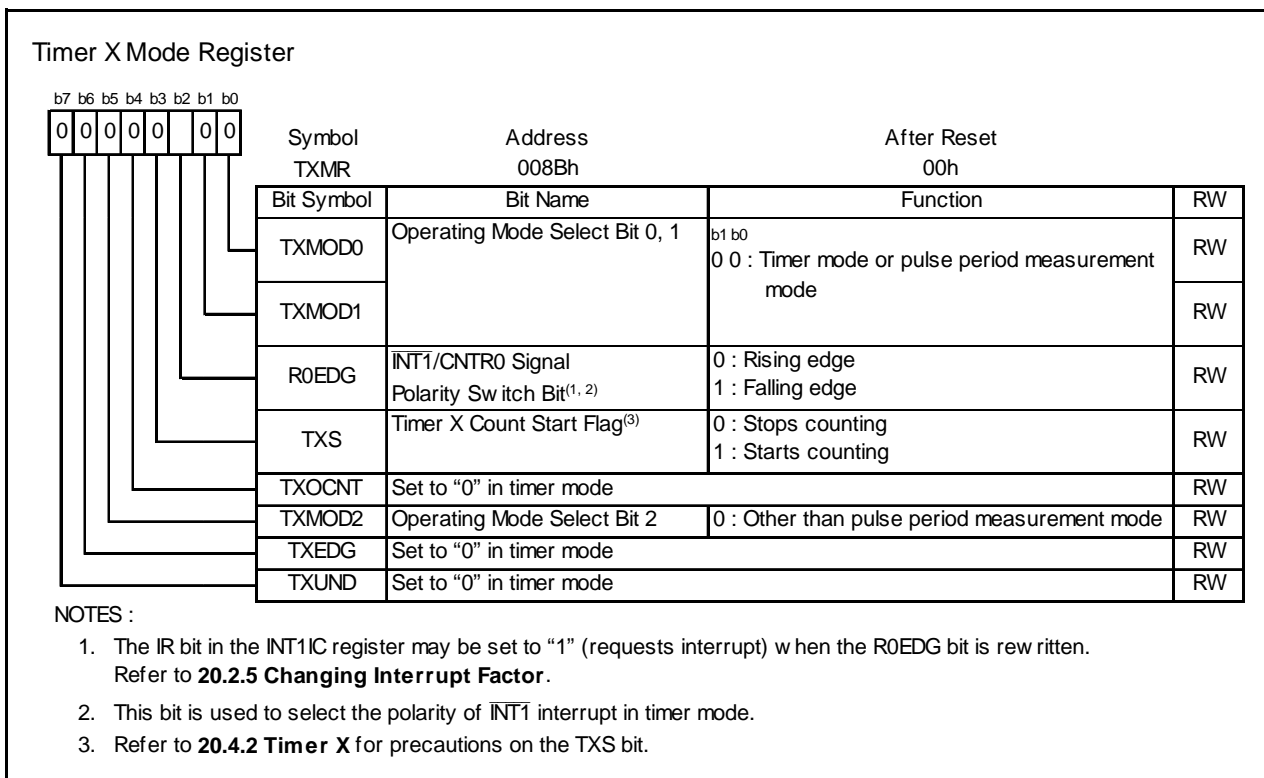 Timer X Mode Register
b7 b6 b5 b4 b3 b2 b1 b0
0 0 0 0 0 0 0
Symbol Address After Reset
TXMR 008Bh 00h
Bit Symbol Bit Name Function RW
TXMOD0 Operating Mode Select Bit 0, 1 b1 b0
0 0 : Timer mode or pulse period measurement
mode RW
TXMOD1 RW
R0EDG INT1/CNTR0 Signal
Polarity Switch Bit(1, 2) 0 : Rising edge
1 : Falling edge RW
TXS Timer X Count Start Flag(3) 0 : Stops counting
1 : Starts counting RW
TXOCNT Set to “0” in timer mode RW
TXMOD2 Operating Mode Select Bit 2 0 : Other than pulse period measurement mode RW
TXEDG Set to “0” in timer mode RW
TXUND Set to “0” in timer mode RW
NOTES :
1. The IR bit in the INT1IC register may be set to “1” (requests interrupt) when the R0EDG bit is rewritten.
Refer to 20.2.5 Changing Interrupt Factor.
2. This bit is used to select the polarity of INT1 interrupt in timer mode.
3. Refer to 20.4.2 Timer X for precautions on the TXS bit.